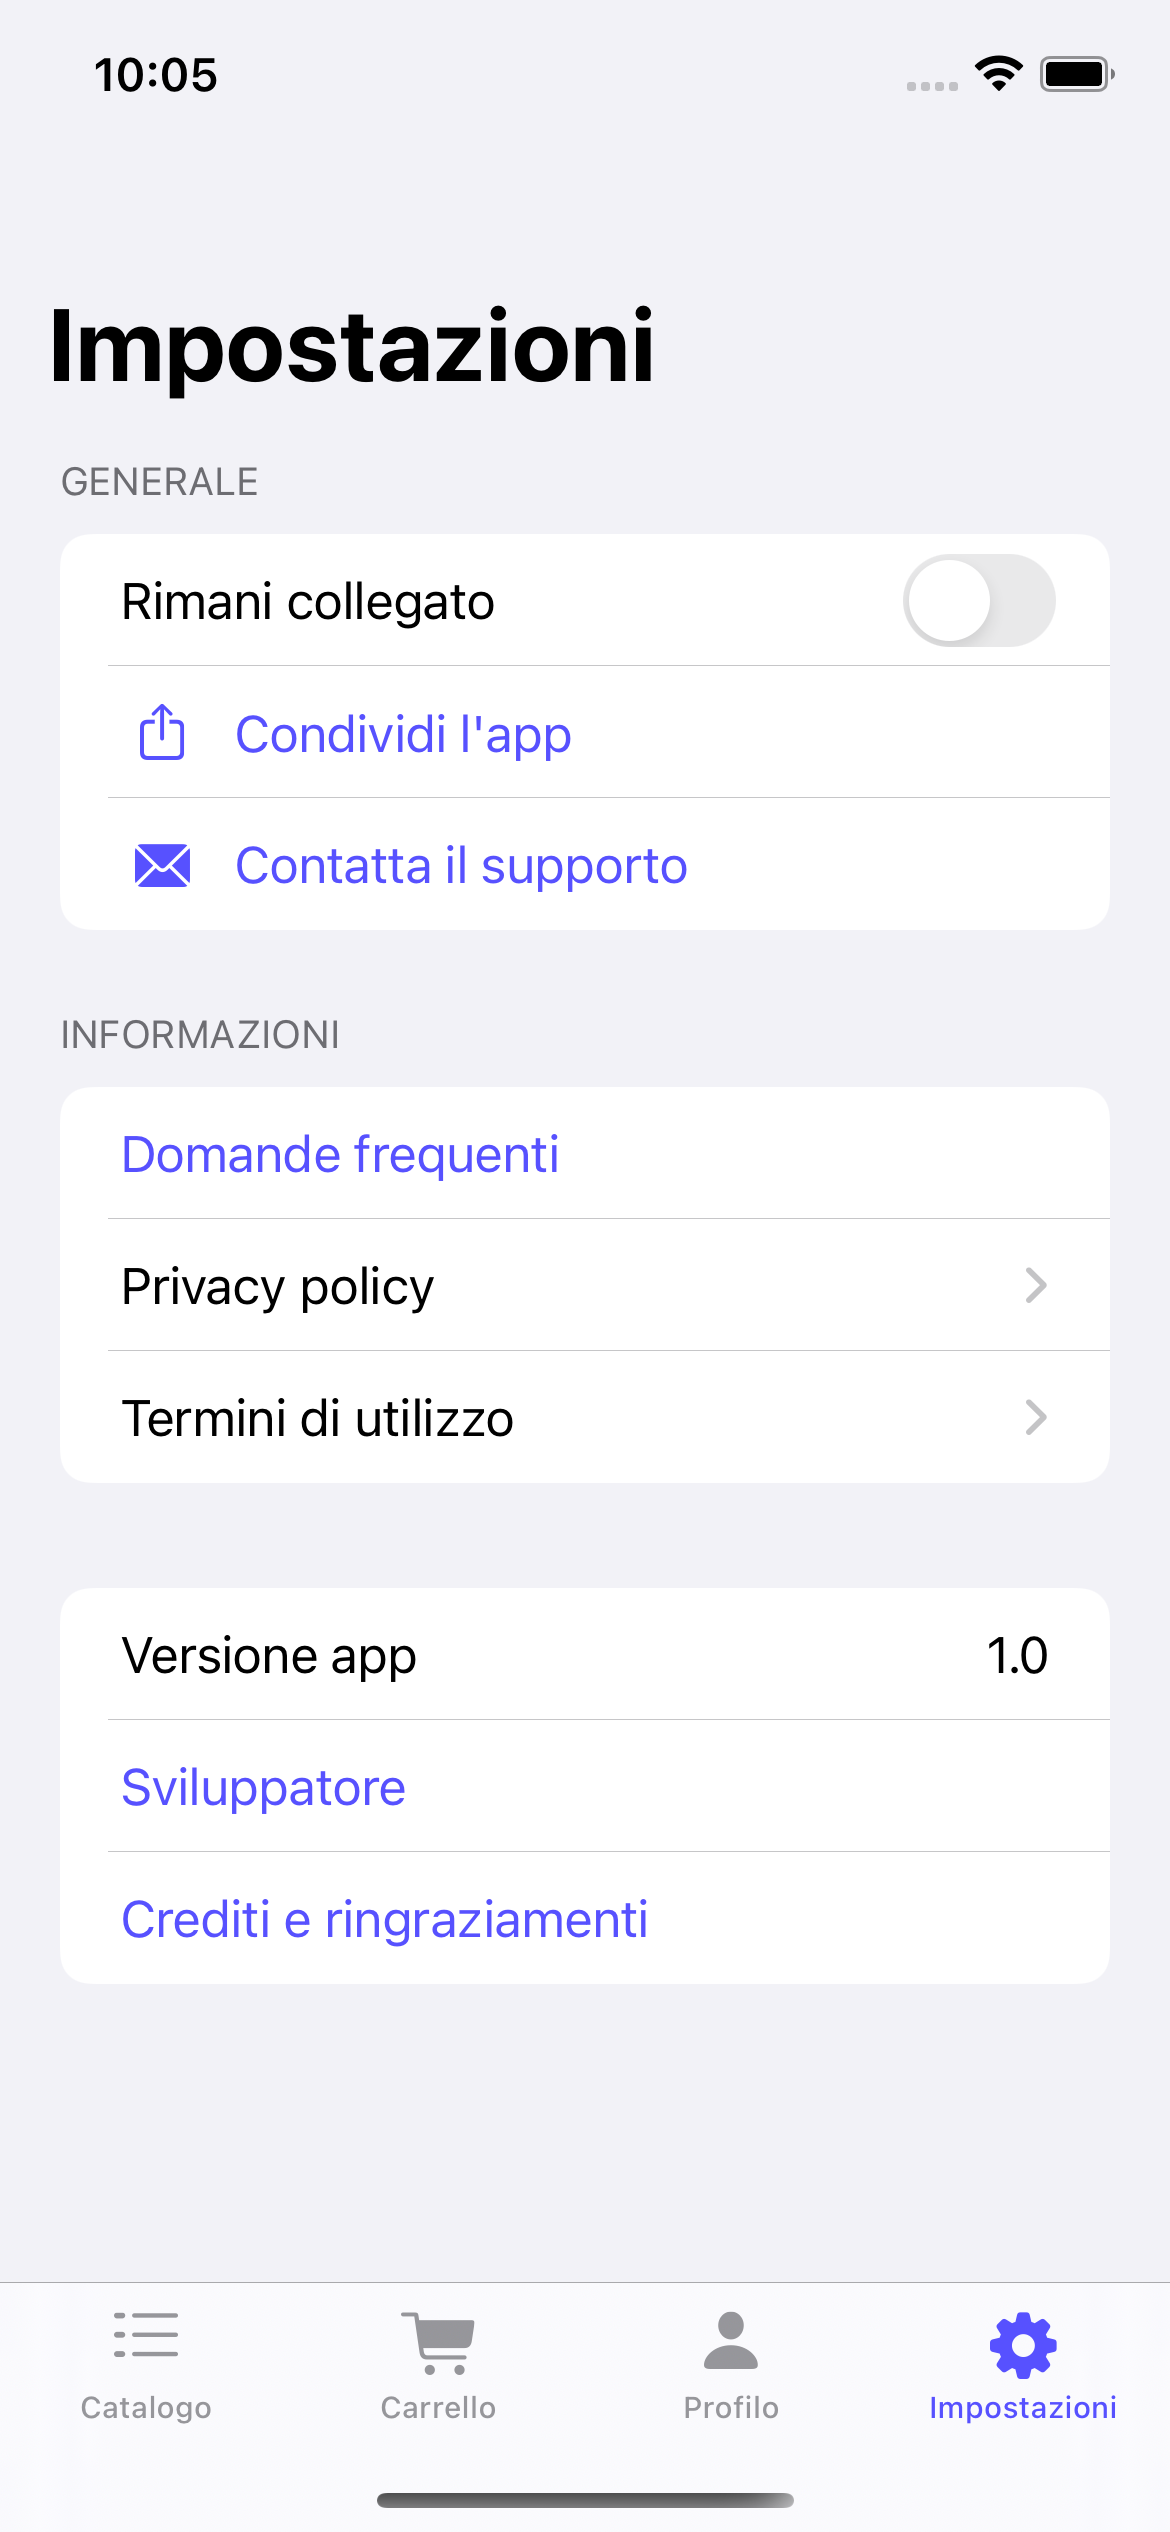 10:05
Impostazioni
GENERALE
Rimani collegato
Condividi l'app
Contatta il supporto
INFORMAZIONI
Domande frequenti
Privacy policy
Termini di utilizzo
Versione app 1.0
Sviluppatore
Crediti e ringraziamenti
Catalogo Carrello Profilo Impostazioni